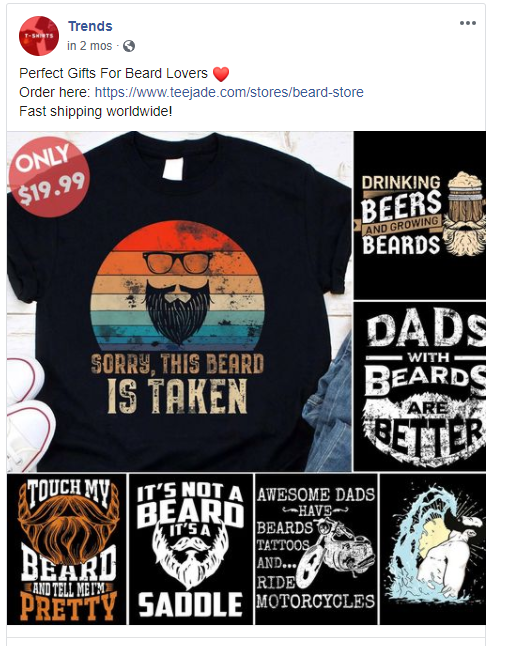 T-SHIRTS
Trends
in 2 mos
Perfect Gifts For Beard Lovers
Order here: https://www.teejade.com/stores/beard-store
Fast shipping worldwide!
ONLY
$19.99
SORRY, THIS BEARD
IS TAKEN
DRINKING
BEERS
AND GROWING
BEARDS
DADS
WITH
BEARDS
ARE
BETTER
TOUCH MY
BEARD
AND TELL ME I'M
PRETTY
IT'S NOT A
BEARD
IT'S A
SADDLE
AWESOME DADS
HAVE
BEARDS
TATTOOS
AND...
RIDE
MOTORCYCLES